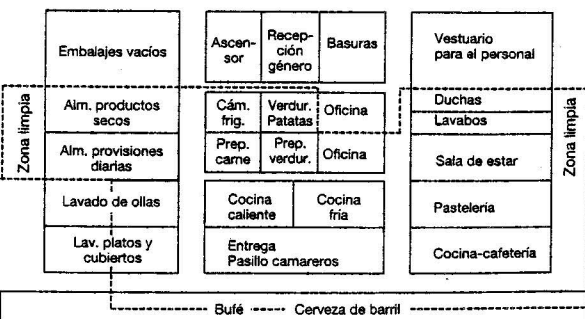 Embalajes vacíos
Ascen-
sor
Recep-
ción
género
Basuras
Vestuario
para el personal
Zona limpia
Alm. productos
secos
Cám.
frig.
Verdur.
Patatas
Oficina
Duchas
Lavabos
Zona limpia
Alm. provisiones
diarias
Prep.
carne
Prep.
verdur.
Oficina
Sala de estar
Lavado de ollas
Cocina
caliente
Cocina
fría
Pastelería
Lav. platos y
cubiertos
Entrega
Pasillo camareros
Cocina-cafetería
Bufé
Cerveza de barril